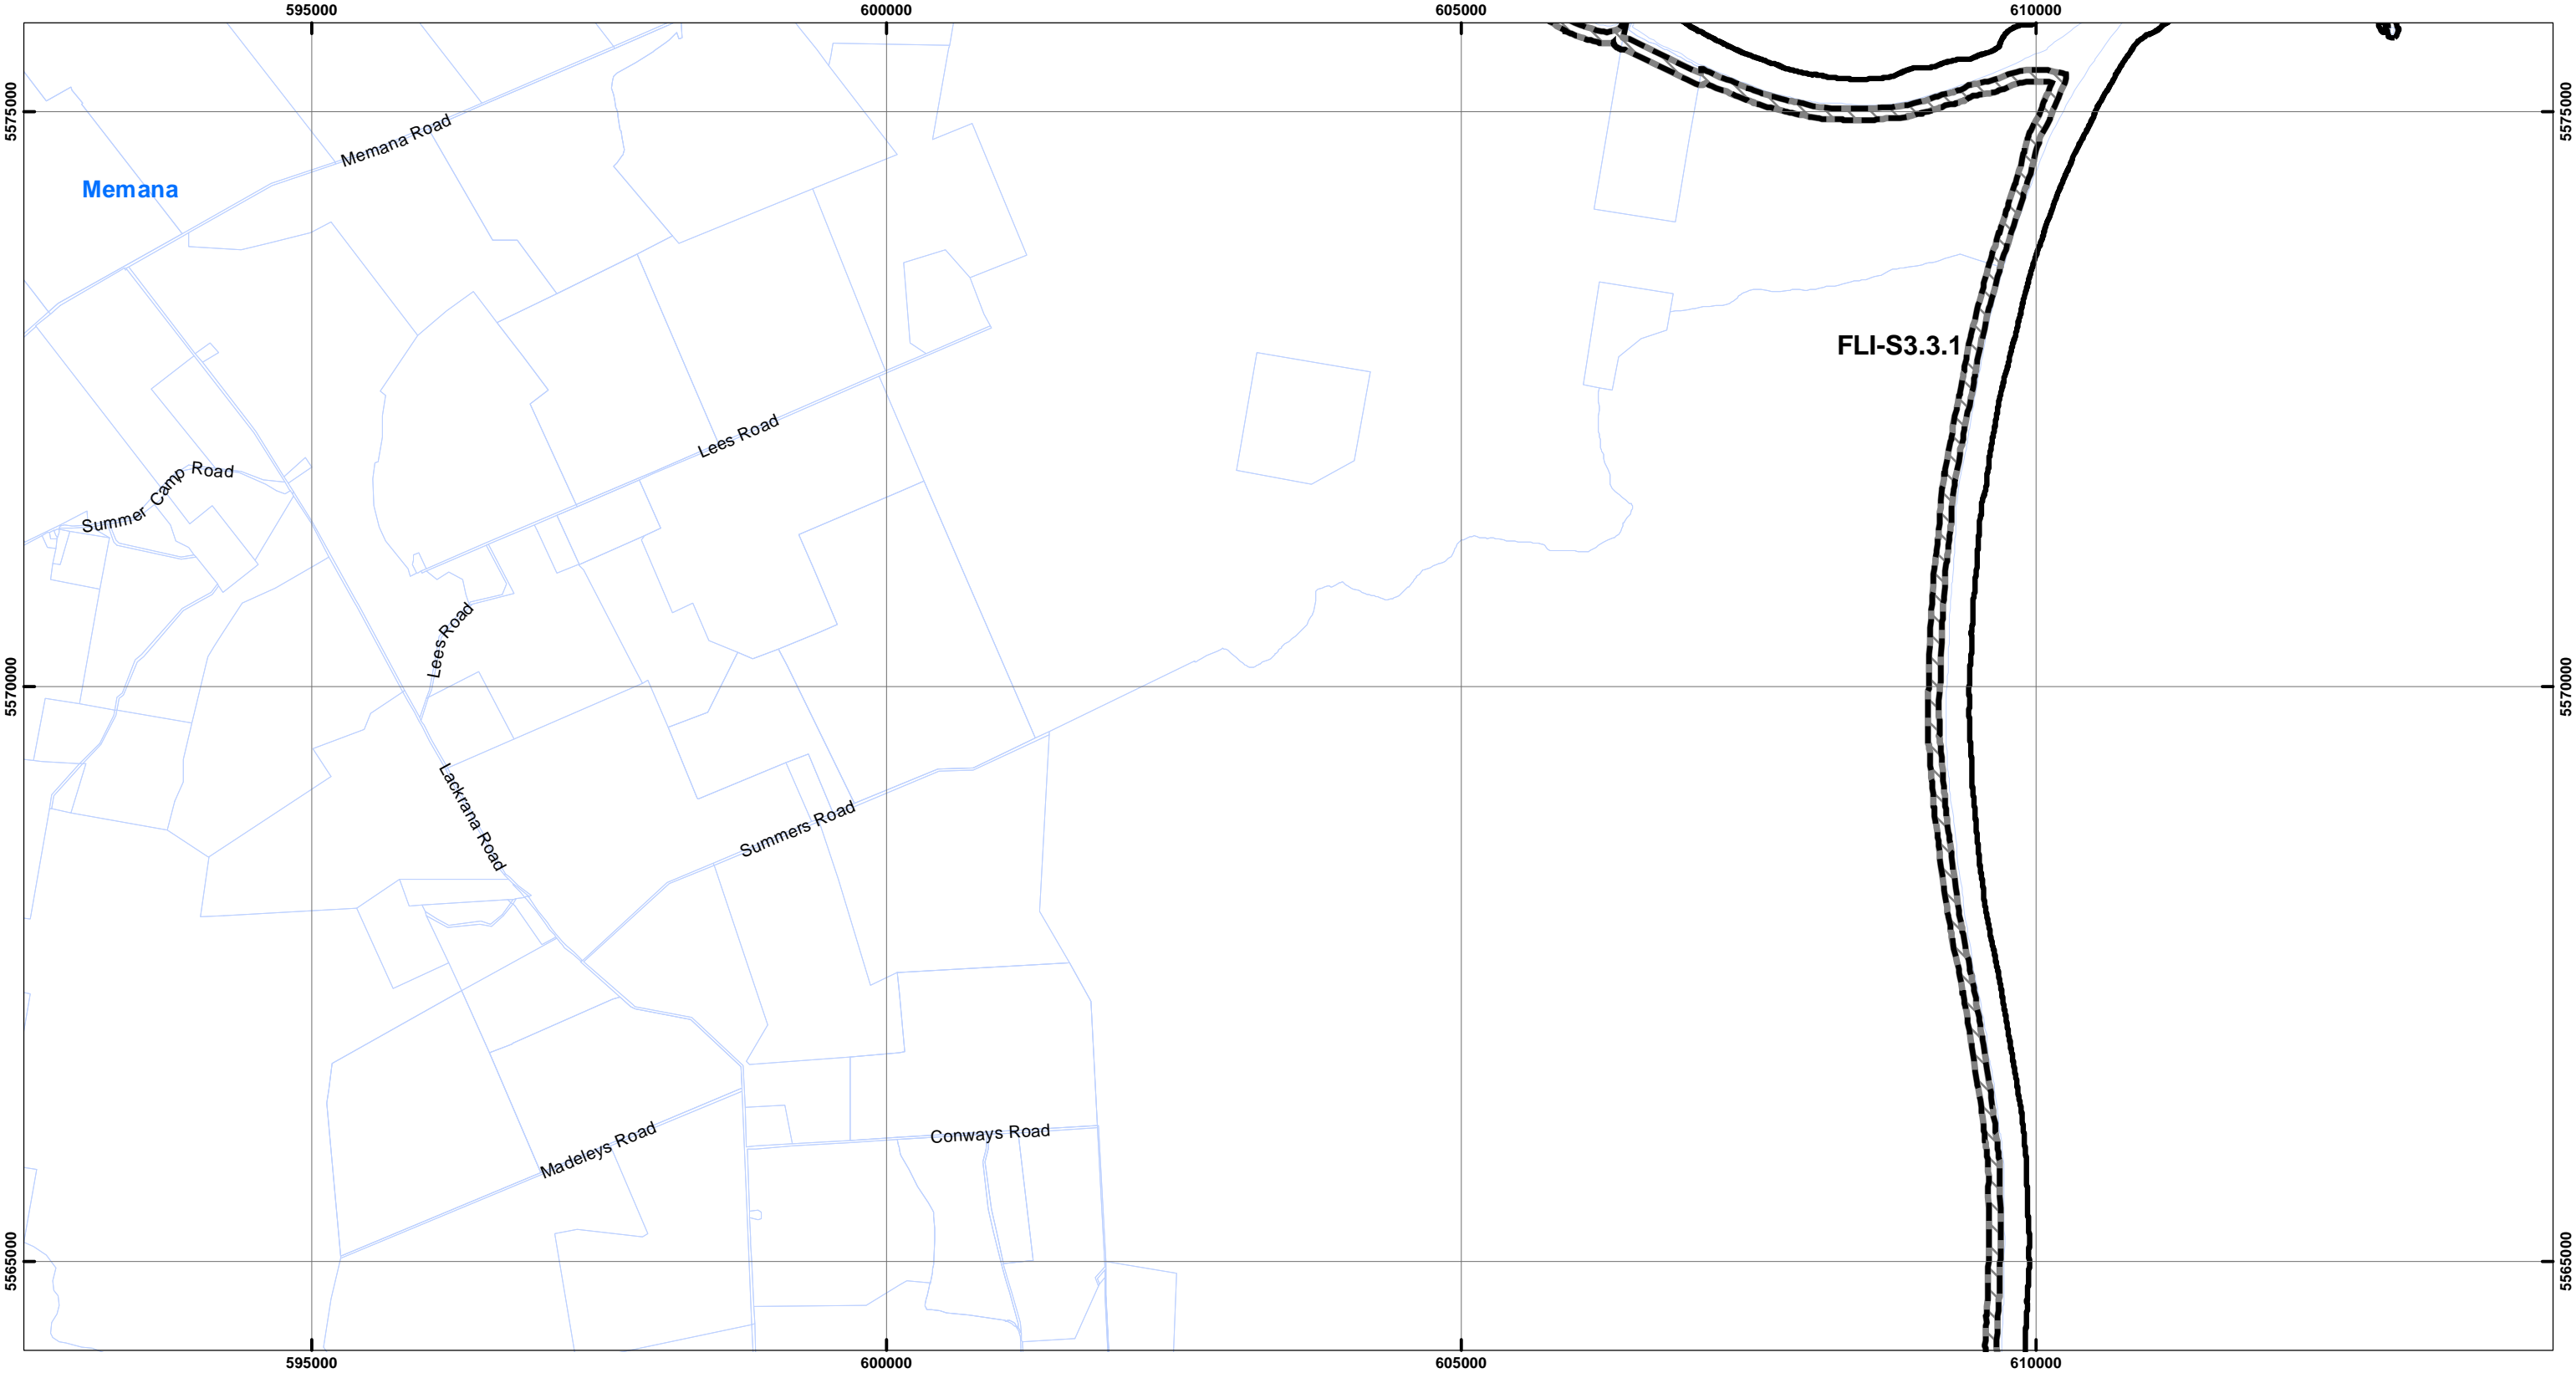 595000
600000
605000
610000
5575000
5575000
Memana Road
Memana
FLI-S3.3.1
Lees Road
Summer Camp Road
Lees Road
5570000
5570000
Lackrana Road
Summers Road
Conways Road
Madeleys Road
5565000
5565000
595000
600000
605000
610000